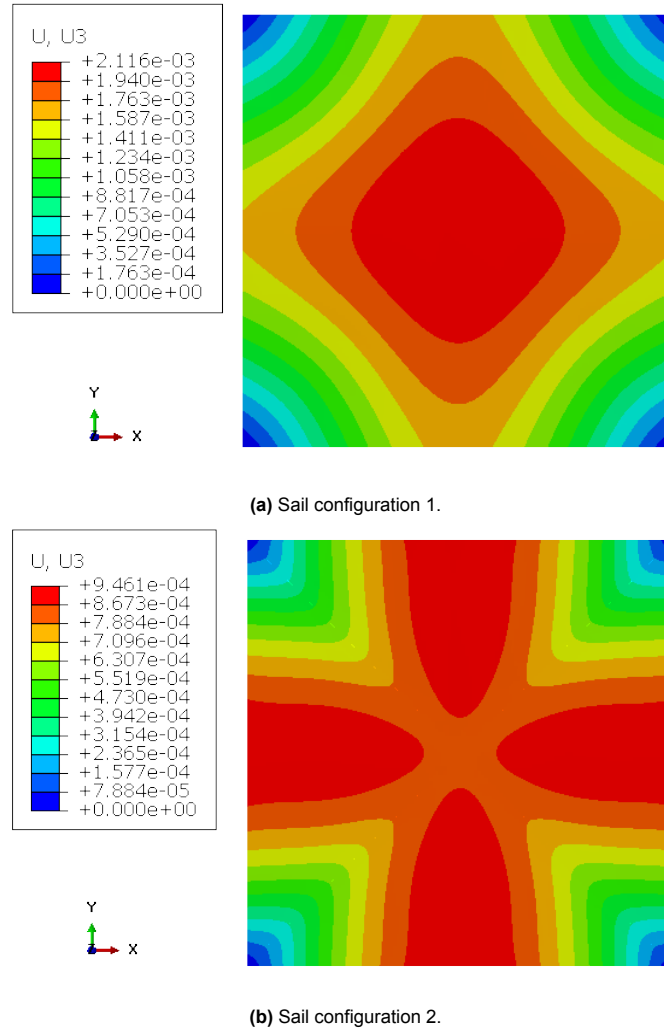 U, U3
+2.116e-03
+1.940e-03
+1.763e-03
+1.587e-03
+1.411e-03
+1.234e-03
+1.058e-03
+8.817e-04
+7.053e-04
+5.290e-04
+3.527e-04
+1.763e-04
+0.000e+00
Y
Z
X
(a) Sail configuration 1.
U, U3
+9.461e-04
+8.673e-04
+7.884e-04
+7.096e-04
+6.307e-04
+5.519e-04
+4.730e-04
+3.942e-04
+3.154e-04
+2.365e-04
+1.577e-04
+7.884e-05
+0.000e+00
Y
Z
X
(b) Sail configuration 2.